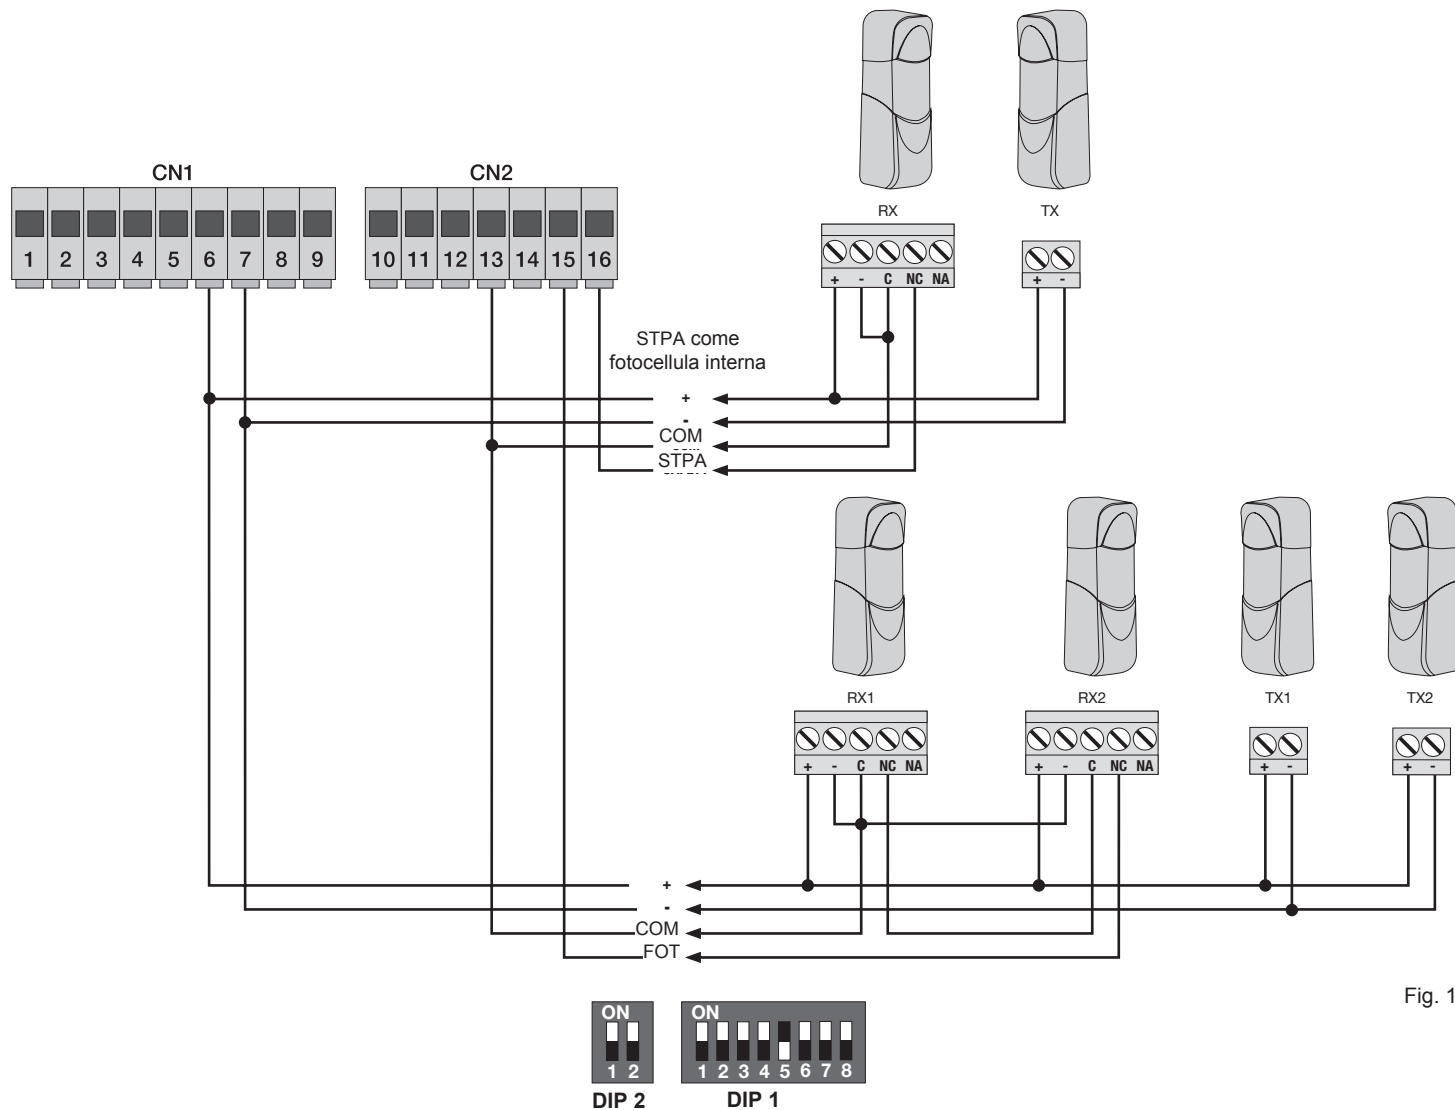 RX TX
CN1 CN2
1 2 3 4 5 6 7 8 9 10 11 12 13 14 15 16
+ - C NC NA + -
STPA come
fotocellula interna
+
-
COM
STPA
RX1 RX2 TX1 TX2
+ - C NC NA + - C NC NA + - + -
+
-
COM
FOT
Fig. 1
ON ON
1 2 1 2 3 4 5 6 7 8
DIP 2 DIP 1